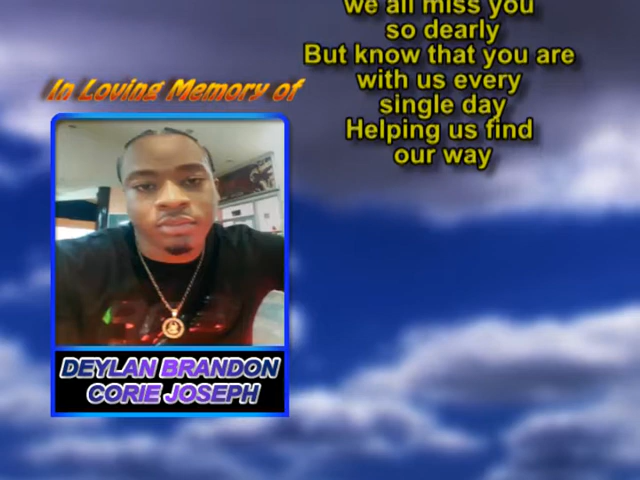 we all miss you
so dearly
But know that you are
with us every
single day
Helping us find
our way
In Loving Memory of
DEYLAN BRANDON
CORIE JOSEPH